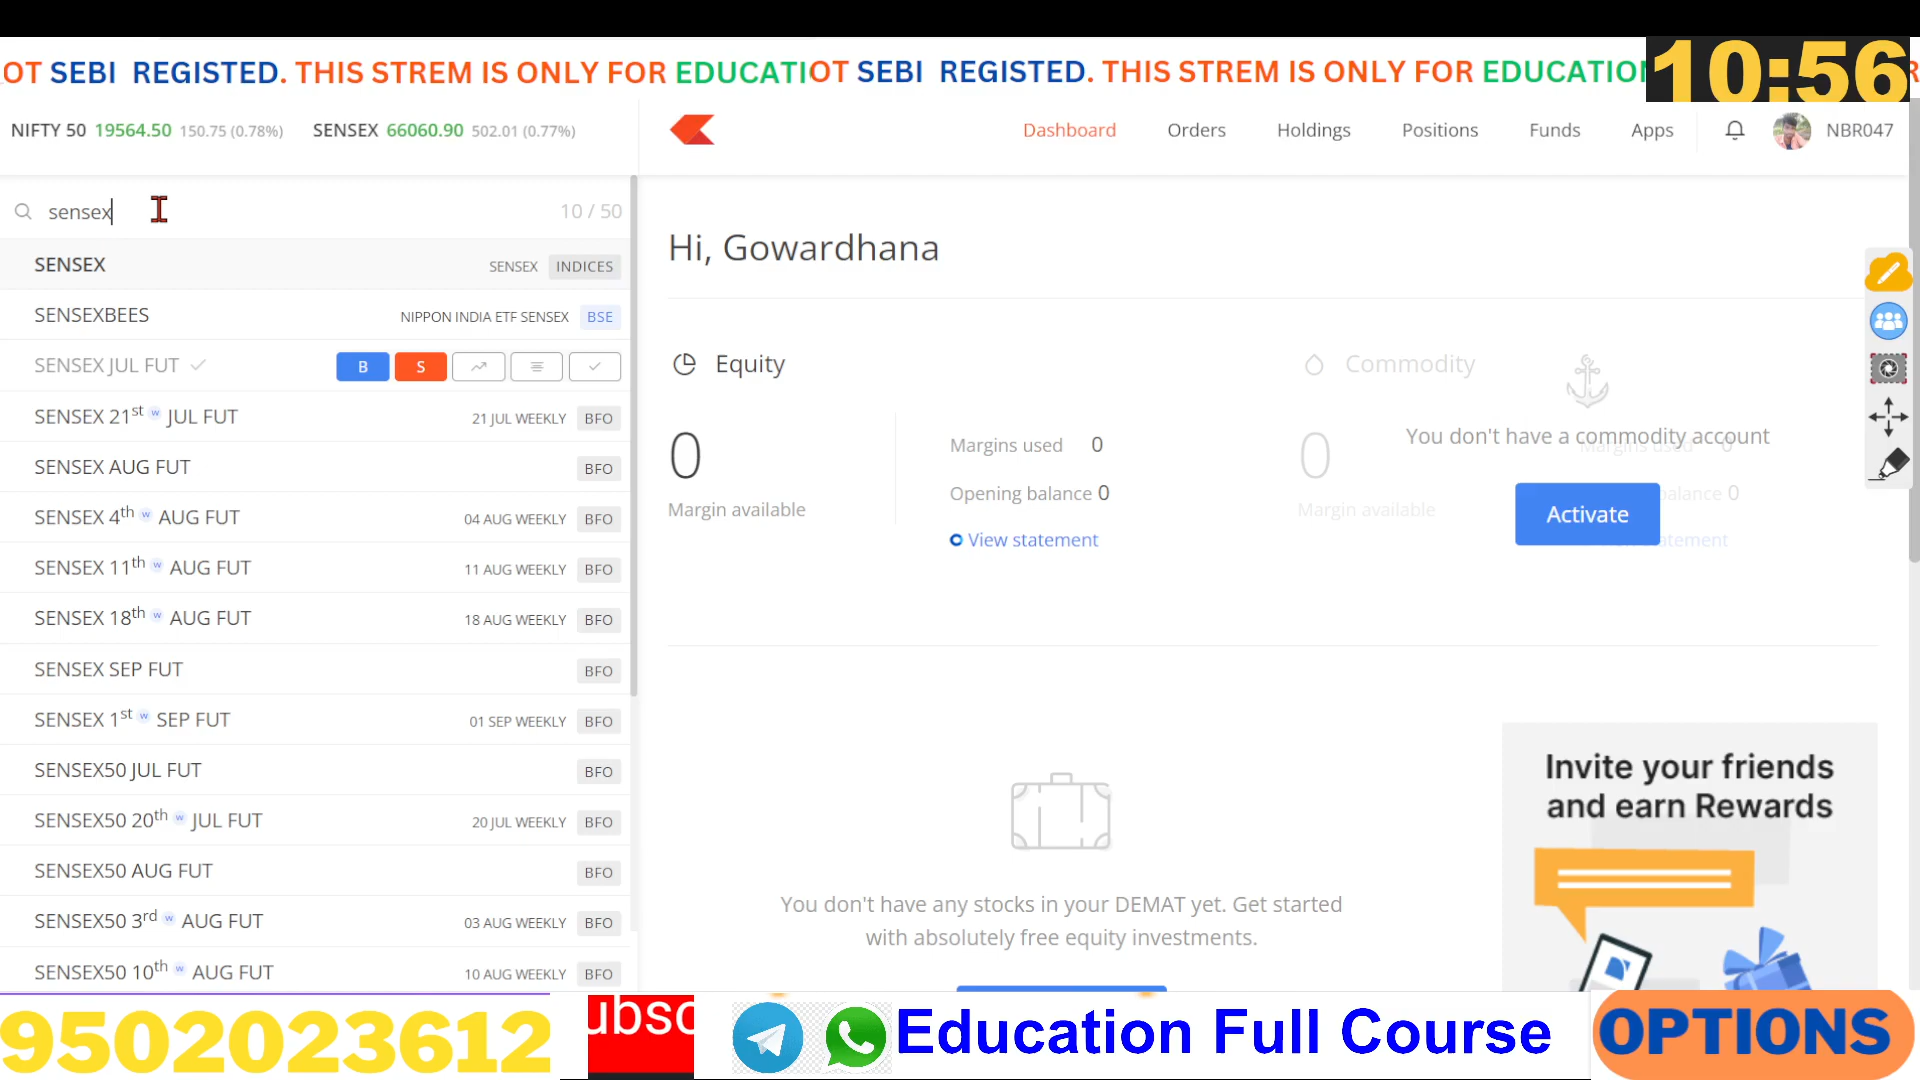 OT SEBI REGISTED. THIS STREM IS ONLY FOR EDUCATIOT SEBI REGISTED. THIS STREM IS ONLY FOR EDUCATION
10:56
NIFTY 50 19564.50 150.75 (0.78%) SENSEX 66060.90 502.01 (0.77%)
Dashboard Orders Holdings Positions Funds Apps NBR047
sensex 10 / 50
SENSEX SENSEX INDICES
SENSEXBEES NIPPON INDIA ETF SENSEX BSE
SENSEX JUL FUT B S
SENSEX 21st w JUL FUT 21 JUL WEEKLY BFO
SENSEX AUG FUT BFO
SENSEX 4th w AUG FUT 04 AUG WEEKLY BFO
SENSEX 11th w AUG FUT 11 AUG WEEKLY BFO
SENSEX 18th w AUG FUT 18 AUG WEEKLY BFO
SENSEX SEP FUT BFO
SENSEX 1st w SEP FUT 01 SEP WEEKLY BFO
SENSEX50 JUL FUT BFO
SENSEX50 20th w JUL FUT 20 JUL WEEKLY BFO
SENSEX50 AUG FUT BFO
SENSEX50 3rd w AUG FUT 03 AUG WEEKLY BFO
SENSEX50 10th w AUG FUT 10 AUG WEEKLY BFO
Hi, Gowardhana
Equity
0
Margin available
Margins used 0
Opening balance 0
View statement
Commodity
0
Margin available
Margins used 0
balance 0
tatement
You don't have a commodity account
Activate
You don't have any stocks in your DEMAT yet. Get started
with absolutely free equity investments.
Invite your friends
and earn Rewards
9502023612 ubsc Education Full Course OPTIONS